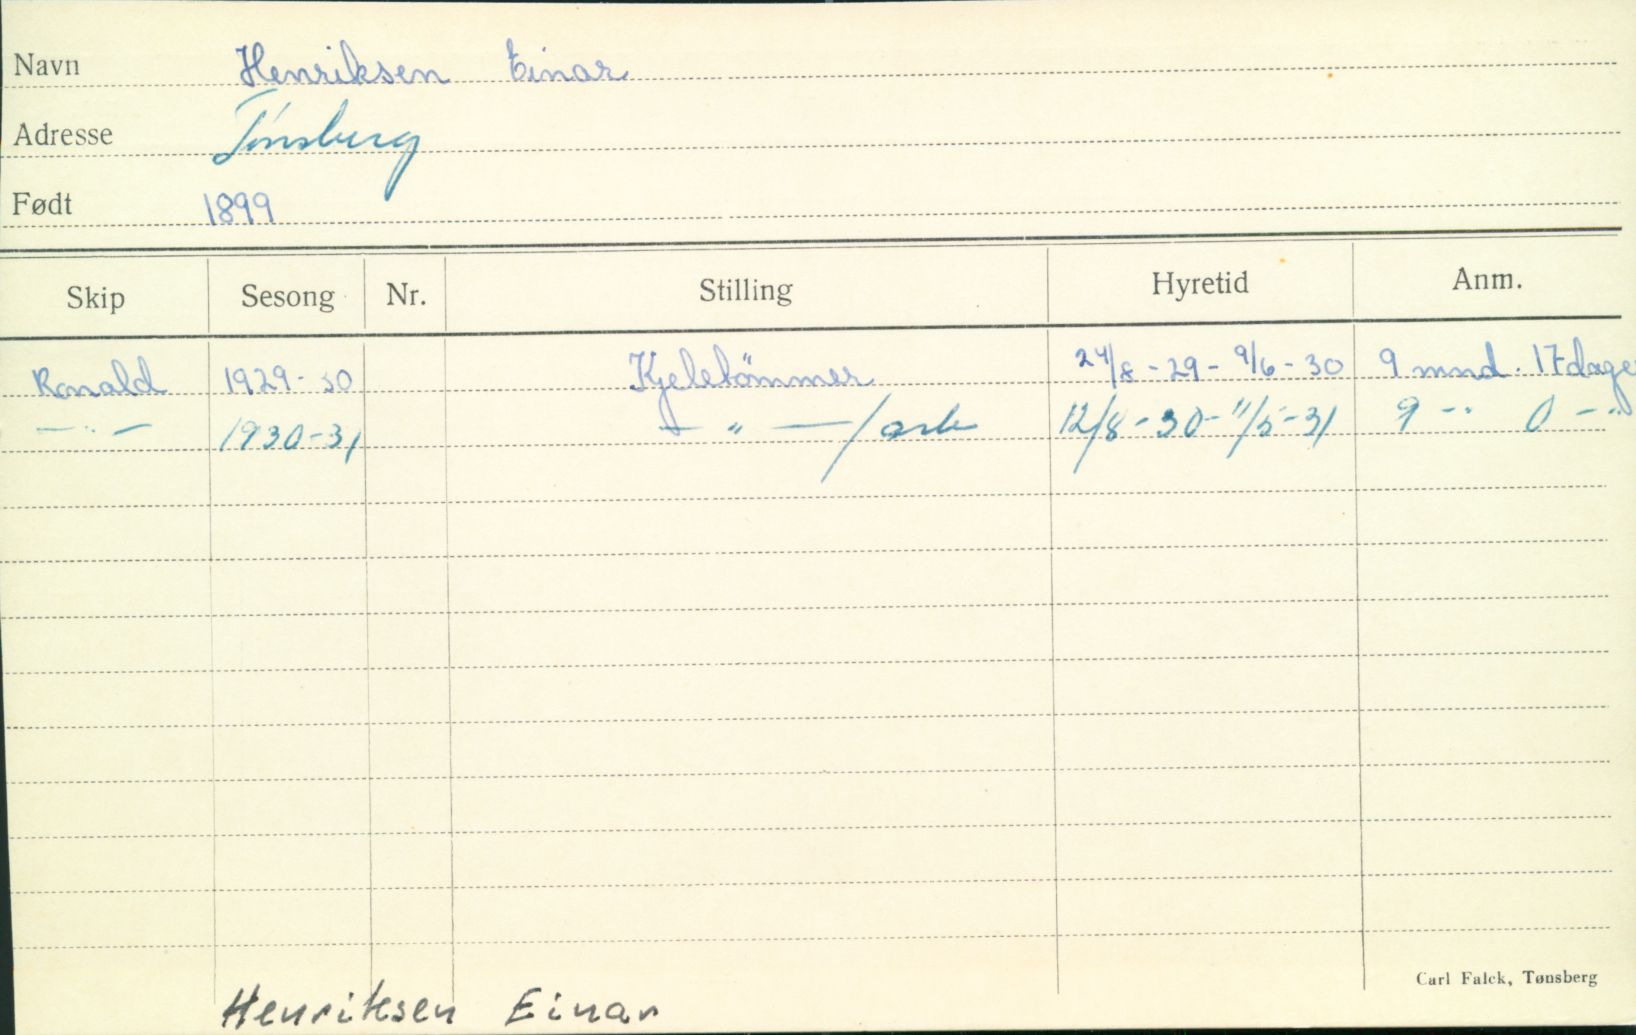 Navn Henriksen Einar
Adresse Tönsberg
Født 1899
Skip Sesong Nr. Stilling Hyretid Anm.
Ronald 1929-30 Kjeletömmer 24/8-29- 9/6-30 9 mnd. 17 dage
— " — 1930-31 — " — / arb 12/8-30- 11/5-31 9 - " 0 - "
Carl Falck, Tønsberg
Henriksen Einar